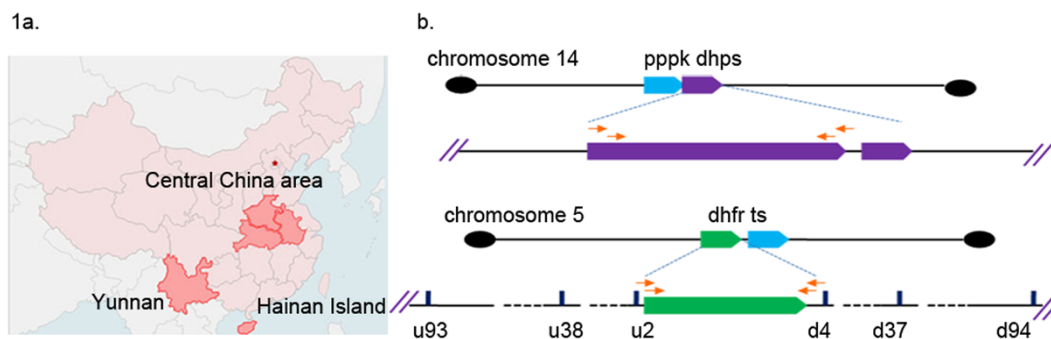 1a.
Central China area
Yunnan
Hainan Island
b.
chromosome 14
pppk dhps
chromosome 5
dhfr ts
u93 u38 u2 d4 d37 d94